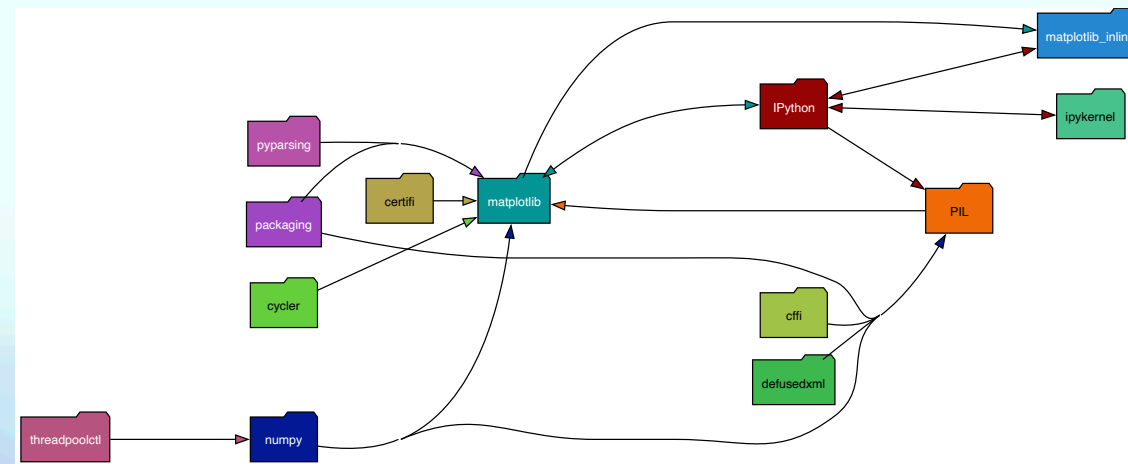 matplotlib_inlin
IPython
ipykernel
pyparsing
certifi
matplotlib
packaging
PIL
cycler
cffi
defusedxml
threadpoolctl
numpy